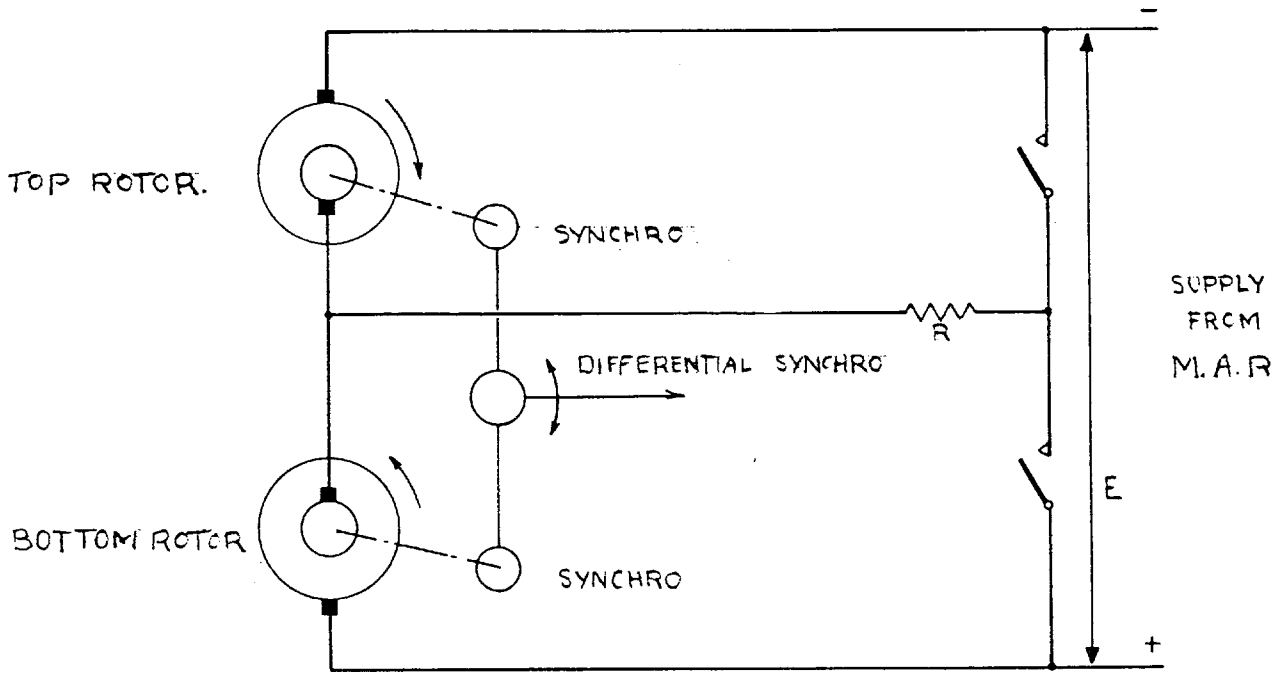 −
TOP ROTOR.
SYNCHRO
SUPPLY
FROM
M.A.R
R
DIFFERENTIAL SYNCHRO
E
BOTTOM ROTOR
SYNCHRO
+